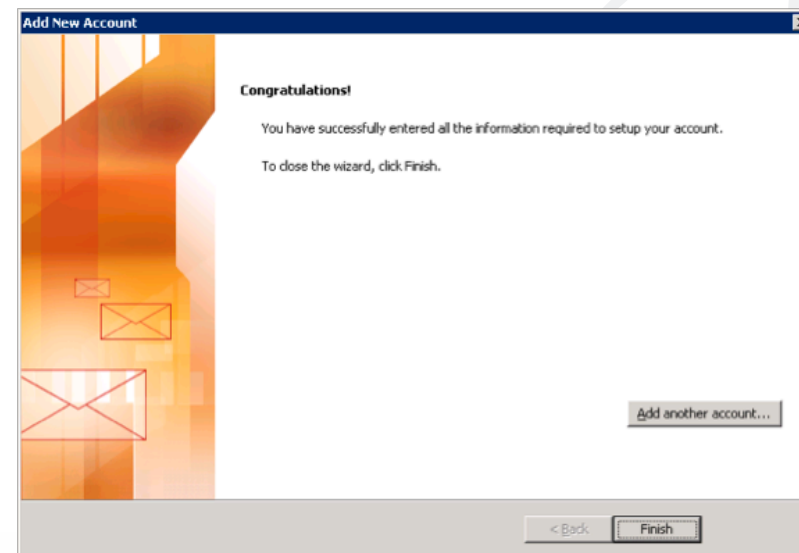 Add New Account
Congratulations!
You have successfully entered all the information required to setup your account.
To close the wizard, click Finish.
Add another account...
< Back
Finish